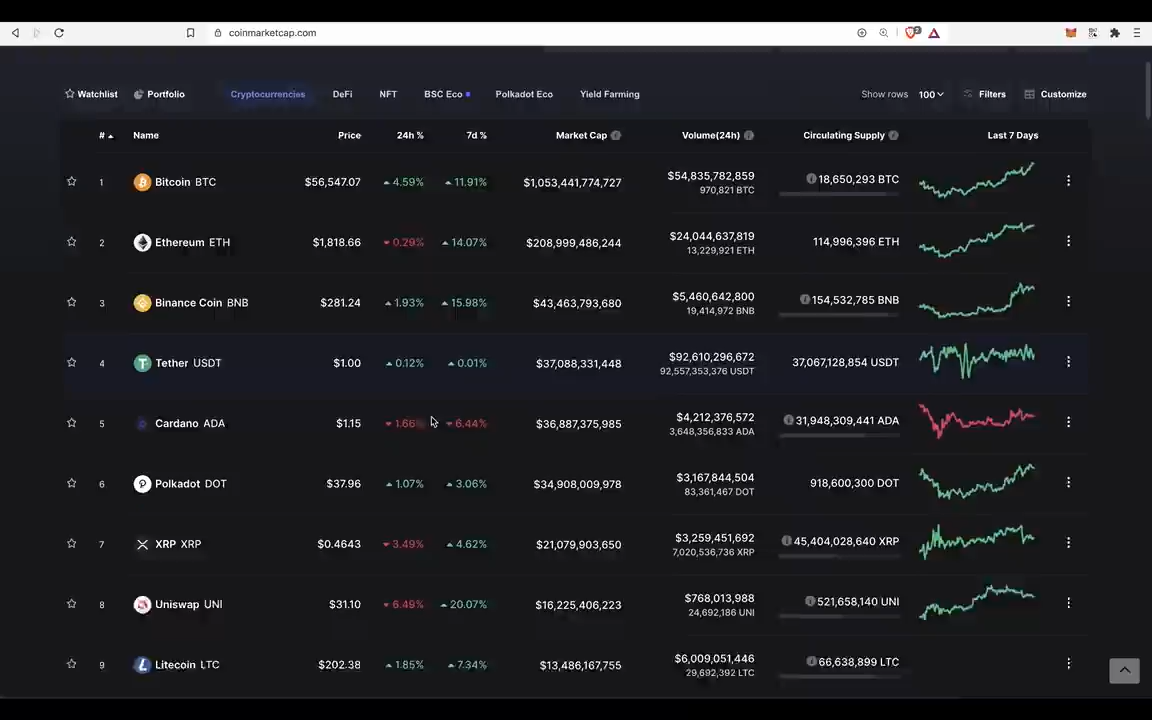 coinmarketcap.com
Watchlist Portfolio Cryptocurrencies DeFi NFT BSC Eco Polkadot Eco Yield Farming Show rows 100 Filters Customize
# Name Price 24h % 7d % Market Cap Volume(24h) Circulating Supply Last 7 Days
1 Bitcoin BTC $56,547.07 4.59% 11.91% $1,053,441,774,727 $54,835,782,859 18,650,293 BTC
970,821 BTC
2 Ethereum ETH $1,818.66 0.29% 14.07% $208,999,486,244 $24,044,637,819 114,996,396 ETH
13,229,921 ETH
3 Binance Coin BNB $281.24 1.93% 15.98% $43,463,793,680 $5,460,642,800 154,532,785 BNB
19,414,972 BNB
4 Tether USDT $1.00 0.12% 0.01% $37,088,331,448 $92,610,296,672 37,067,128,854 USDT
92,557,353,376 USDT
5 Cardano ADA $1.15 1.66% 6.44% $36,887,375,985 $4,212,376,572 31,948,309,441 ADA
3,648,356,833 ADA
6 Polkadot DOT $37.96 1.07% 3.06% $34,908,009,978 $3,167,844,504 918,600,300 DOT
83,361,467 DOT
7 XRP XRP $0.4643 3.49% 4.62% $21,079,903,650 $3,259,451,692 45,404,028,640 XRP
7,020,536,736 XRP
8 Uniswap UNI $31.10 6.49% 20.07% $16,225,406,223 $768,013,988 521,658,140 UNI
24,692,186 UNI
9 Litecoin LTC $202.38 1.85% 7.34% $13,486,167,755 $6,009,051,446 66,638,899 LTC
29,692,392 LTC